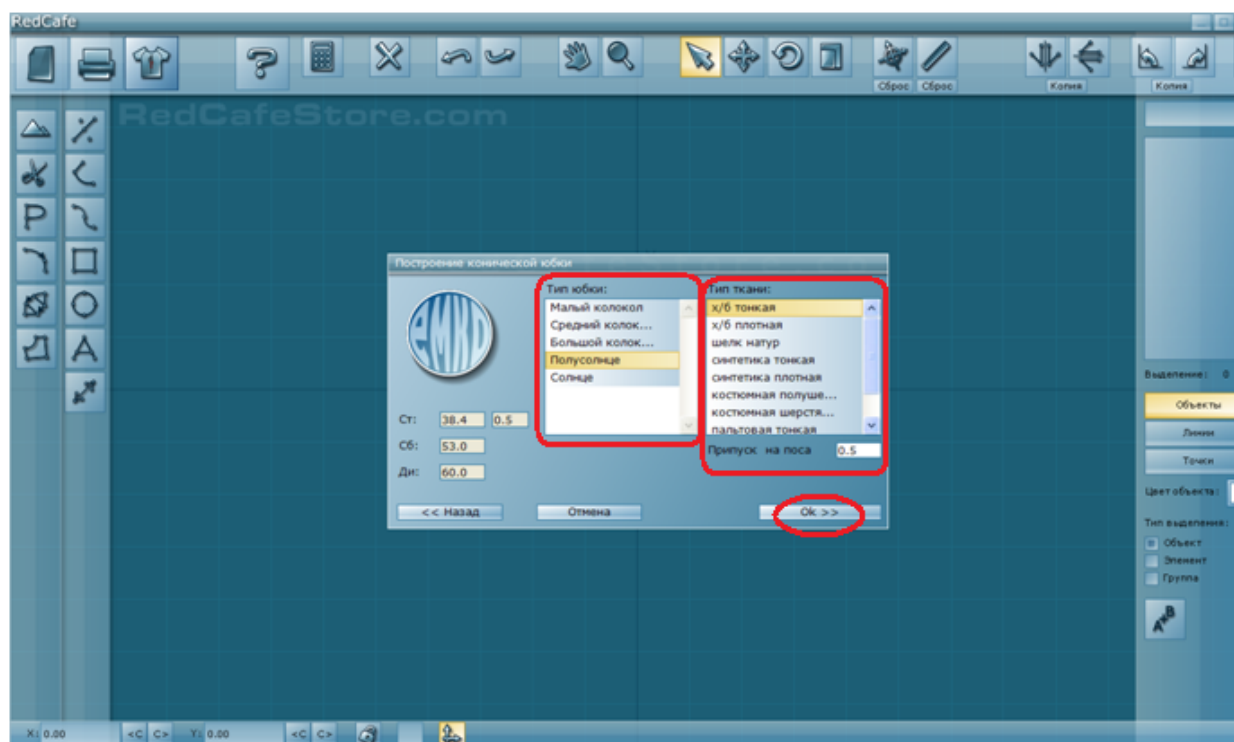 RedCafe
Сброс Сброс
Копия
Копия
RedCafeStore.com
Построение конической юбки
Тип юбки:
Малый колокол
Средний колок...
Большой колок...
Полусолнце
Солнце
Тип ткани:
х/б тонкая
х/б плотная
шелк натур
синтетика тонкая
синтетика плотная
костюмная полуше...
костюмная шерстя...
пальтовая тонкая
Припуск на поса 0.5
ЕМКО
Ст: 38.4 0.5
Сб: 53.0
Ди: 60.0
<< Назад
Отмена
Ok >>
P
A
Выделение: 0
Объекты
Линии
Точки
Цвет объекта:
Тип выделения:
Объект
Элемент
Группа
A B
X: 0.00 <C C> Y: 0.00 <C C>